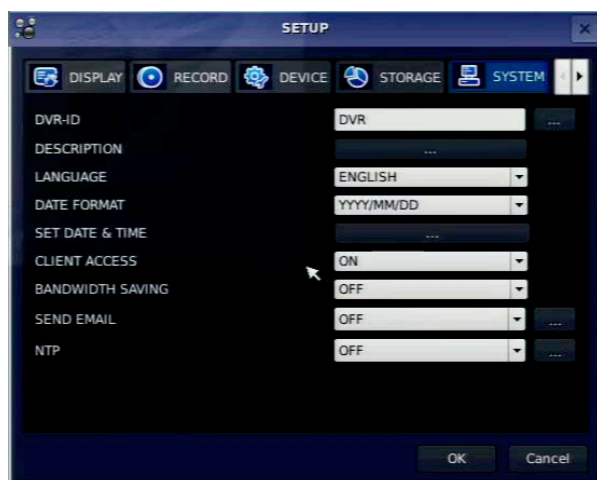 SETUP
DISPLAY RECORD DEVICE STORAGE SYSTEM
DVR-ID DVR ...
DESCRIPTION ...
LANGUAGE ENGLISH
DATE FORMAT YYYY/MM/DD
SET DATE & TIME ...
CLIENT ACCESS ON
BANDWIDTH SAVING OFF
SEND EMAIL OFF ...
NTP OFF ...
OK Cancel